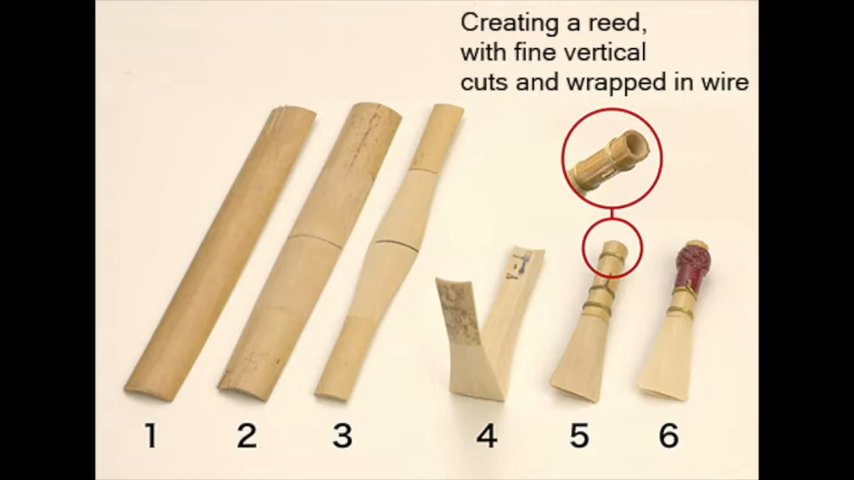 Creating a reed,
with fine vertical
cuts and wrapped in wire
1 2 3 4 5 6